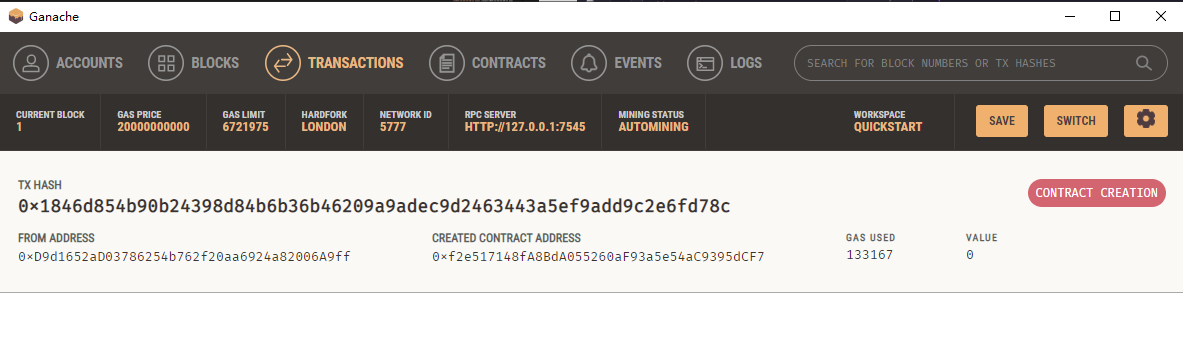 Ganache
ACCOUNTS BLOCKS TRANSACTIONS CONTRACTS EVENTS LOGS SEARCH FOR BLOCK NUMBERS OR TX HASHES
CURRENT BLOCK GAS PRICE GAS LIMIT HARDFORK NETWORK ID RPC SERVER MINING STATUS WORKSPACE
1 20000000000 6721975 LONDON 5777 HTTP://127.0.0.1:7545 AUTOMINING QUICKSTART SAVE SWITCH
TX HASH
0×1846d854b90b24398d84b6b36b46209a9adec9d2463443a5ef9add9c2e6fd78c CONTRACT CREATION
FROM ADDRESS CREATED CONTRACT ADDRESS GAS USED VALUE
0×D9d1652aD03786254b762f20aa6924a82006A9ff 0×f2e517148fA8BdA055260aF93a5e54aC9395dCF7 133167 0